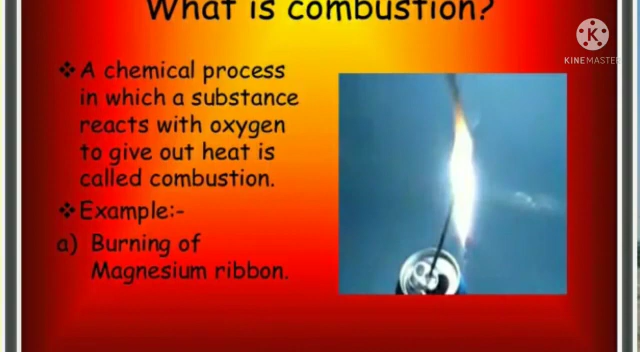 What is combustion?
❖ A chemical process
in which a substance
reacts with oxygen
to give out heat is
called combustion.
❖ Example:-
a) Burning of
Magnesium ribbon.
K
KINEMASTER